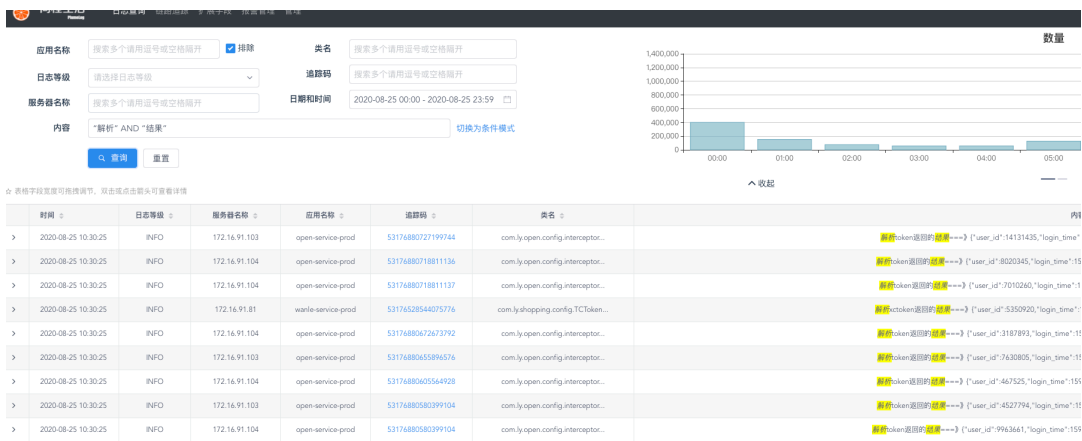 Planning 日志查询 链路追踪 扩展字段 报警管理 管理
应用名称 搜索多个请用逗号或空格隔开 排除 类名 搜索多个请用逗号或空格隔开
日志等级 请选择日志等级 追踪码 搜索多个请用逗号或空格隔开
服务器名称 搜索多个请用逗号或空格隔开 日期和时间 2020-08-25 00:00 - 2020-08-25 23:59
内容 "解析" AND "结果" 切换为条件模式
查询 重置
数量
1,400,000
1,200,000
1,000,000
800,000
600,000
400,000
200,000
0
00:00 01:00 02:00 03:00 04:00 05:00
收起
☆ 表格字段宽度可拖拽调节，双击或点击箭头可查看详情
时间 日志等级 服务器名称 应用名称 追踪码 类名 内
2020-08-25 10:30:25 INFO 172.16.91.103 open-service-prod 53176880727199744 com.ly.open.config.interceptor... 解析token返回的结果===》{"user_id":14131435,"login_time"
2020-08-25 10:30:25 INFO 172.16.91.104 open-service-prod 53176880718811136 com.ly.open.config.interceptor... 解析token返回的结果===》{"user_id":8020345,"login_time":15
2020-08-25 10:30:25 INFO 172.16.91.104 open-service-prod 53176880718811137 com.ly.open.config.interceptor... 解析token返回的结果===》{"user_id":7010260,"login_time":1
2020-08-25 10:30:25 INFO 172.16.91.81 wanle-service-prod 53176528544075776 com.ly.shopping.config.TCToken... 解析xctoken返回的结果===》{"user_id":5350920,"login_time":
2020-08-25 10:30:25 INFO 172.16.91.104 open-service-prod 53176880672673792 com.ly.open.config.interceptor... 解析token返回的结果===》{"user_id":3187893,"login_time":15
2020-08-25 10:30:25 INFO 172.16.91.103 open-service-prod 53176880655896576 com.ly.open.config.interceptor... 解析token返回的结果===》{"user_id":7630805,"login_time":15
2020-08-25 10:30:25 INFO 172.16.91.104 open-service-prod 53176880605564928 com.ly.open.config.interceptor... 解析token返回的结果===》{"user_id":467525,"login_time":159
2020-08-25 10:30:25 INFO 172.16.91.103 open-service-prod 53176880580399104 com.ly.open.config.interceptor... 解析token返回的结果===》{"user_id":4527794,"login_time":15
2020-08-25 10:30:25 INFO 172.16.91.104 open-service-prod 53176880580399104 com.ly.open.config.interceptor... 解析token返回的结果===》{"user_id":9963661,"login_time":159